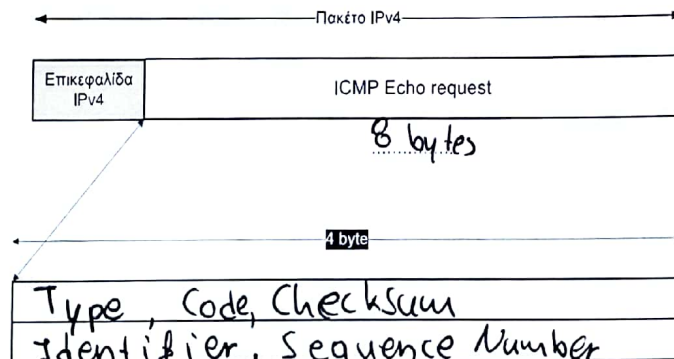 Πακέτο IPv4
Επικεφαλίδα
IPv4
ICMP Echo request
8 bytes
4 byte
Type, Code, Checksum
Identifier, Sequence Number